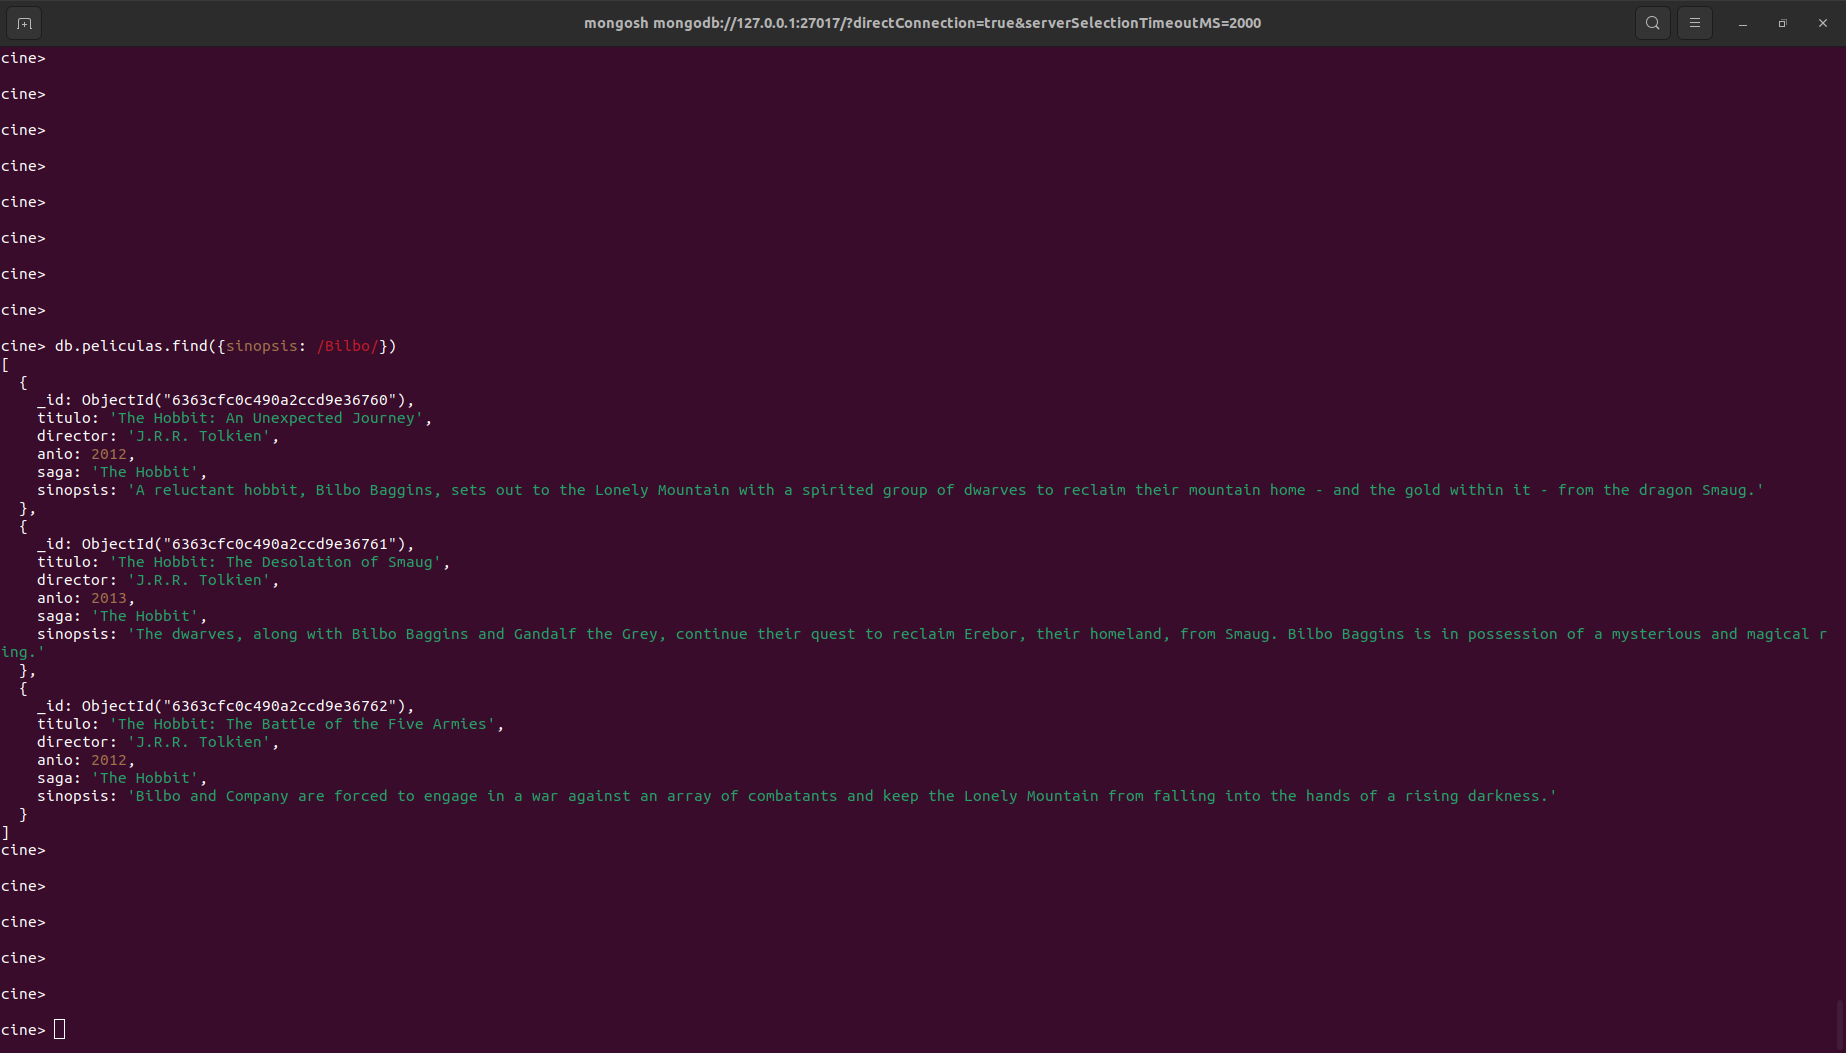 mongosh mongodb://127.0.0.1:27017/?directConnection=true&serverSelectionTimeoutMS=2000
cine>
cine>
cine>
cine>
cine>
cine>
cine>
cine>
cine> db.peliculas.find({sinopsis: /Bilbo/})
[
  {
    _id: ObjectId("6363cfc0c490a2ccd9e36760"),
    titulo: 'The Hobbit: An Unexpected Journey',
    director: 'J.R.R. Tolkien',
    anio: 2012,
    saga: 'The Hobbit',
    sinopsis: 'A reluctant hobbit, Bilbo Baggins, sets out to the Lonely Mountain with a spirited group of dwarves to reclaim their mountain home - and the gold within it - from the dragon Smaug.'
  },
  {
    _id: ObjectId("6363cfc0c490a2ccd9e36761"),
    titulo: 'The Hobbit: The Desolation of Smaug',
    director: 'J.R.R. Tolkien',
    anio: 2013,
    saga: 'The Hobbit',
    sinopsis: 'The dwarves, along with Bilbo Baggins and Gandalf the Grey, continue their quest to reclaim Erebor, their homeland, from Smaug. Bilbo Baggins is in possession of a mysterious and magical r
ing.'
  },
  {
    _id: ObjectId("6363cfc0c490a2ccd9e36762"),
    titulo: 'The Hobbit: The Battle of the Five Armies',
    director: 'J.R.R. Tolkien',
    anio: 2012,
    saga: 'The Hobbit',
    sinopsis: 'Bilbo and Company are forced to engage in a war against an array of combatants and keep the Lonely Mountain from falling into the hands of a rising darkness.'
  }
]
cine>
cine>
cine>
cine>
cine>
cine>